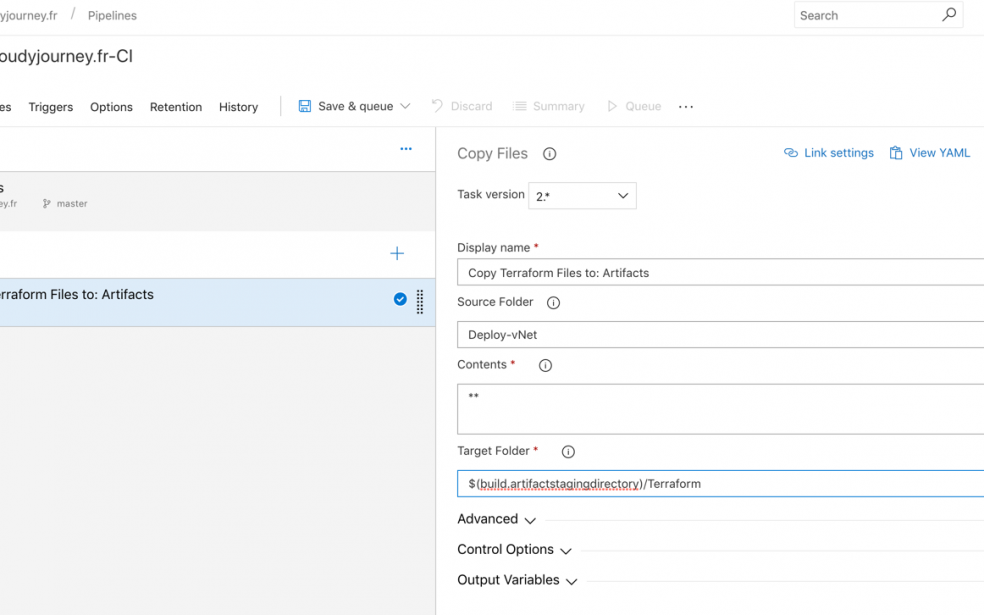 yjourney.fr / Pipelines
Search
oudyjourney.fr-CI
es Triggers Options Retention History Save & queue Discard Summary Queue ...
Copy Files
Link settings View YAML
s
ey.fr master
Task version 2.*
Display name *
Copy Terraform Files to: Artifacts
Source Folder
erraform Files to: Artifacts
Deploy-vNet
Contents *
**
Target Folder *
$(build.artifactstagingdirectory)/Terraform
Advanced
Control Options
Output Variables